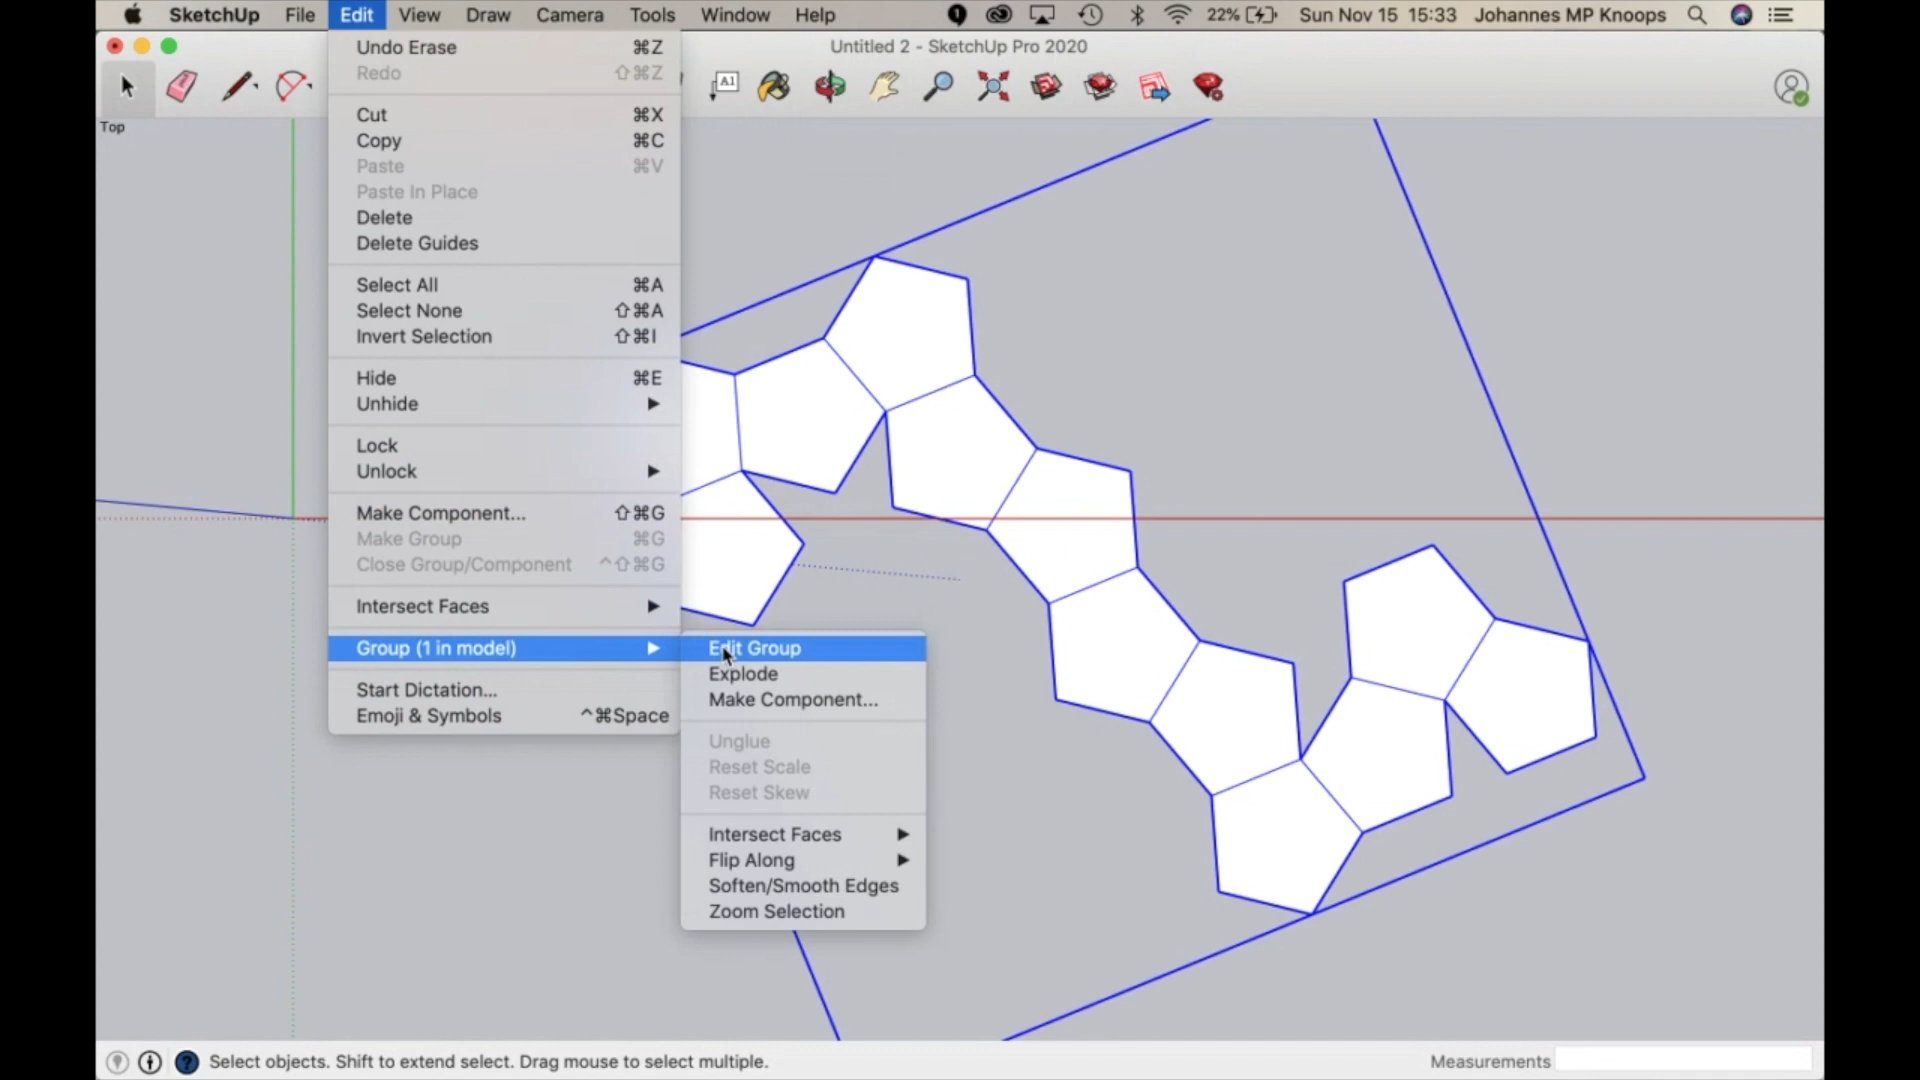 SketchUp File Edit View Draw Camera Tools Window Help 22% Sun Nov 15 15:33 Johannes MP Knoops
Untitled 2 - SketchUp Pro 2020
A1
Top
Undo Erase ⌘Z
Redo ⇧⌘Z
Cut ⌘X
Copy ⌘C
Paste ⌘V
Paste In Place
Delete
Delete Guides
Select All ⌘A
Select None ⇧⌘A
Invert Selection ⇧⌘I
Hide ⌘E
Unhide
Lock
Unlock
Make Component... ⇧⌘G
Make Group ⌘G
Close Group/Component ^⇧⌘G
Intersect Faces
Group (1 in model)
Start Dictation...
Emoji & Symbols ^⌘Space
Edit Group
Explode
Make Component...
Unglue
Reset Scale
Reset Skew
Intersect Faces
Flip Along
Soften/Smooth Edges
Zoom Selection
Select objects. Shift to extend select. Drag mouse to select multiple.
Measurements